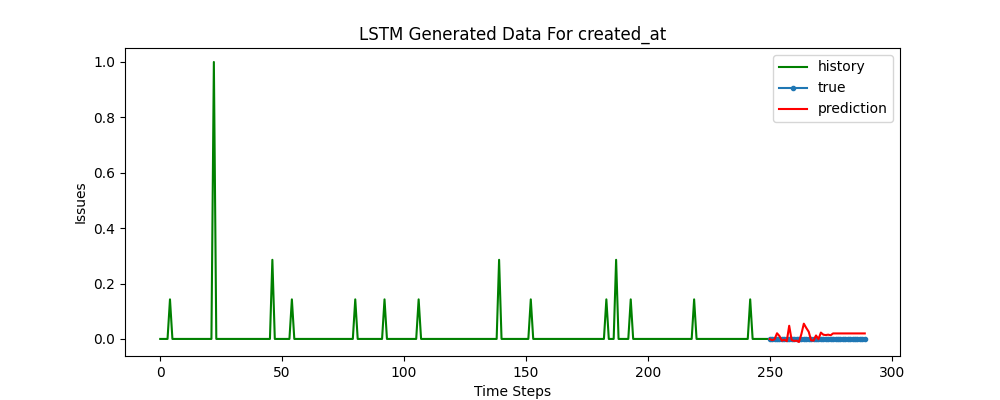 LSTM Generated Data For created_at
history
true
prediction
1.0
0.8
0.6
0.4
0.2
0.0
Issues
0
50
100
150
200
250
300
Time Steps